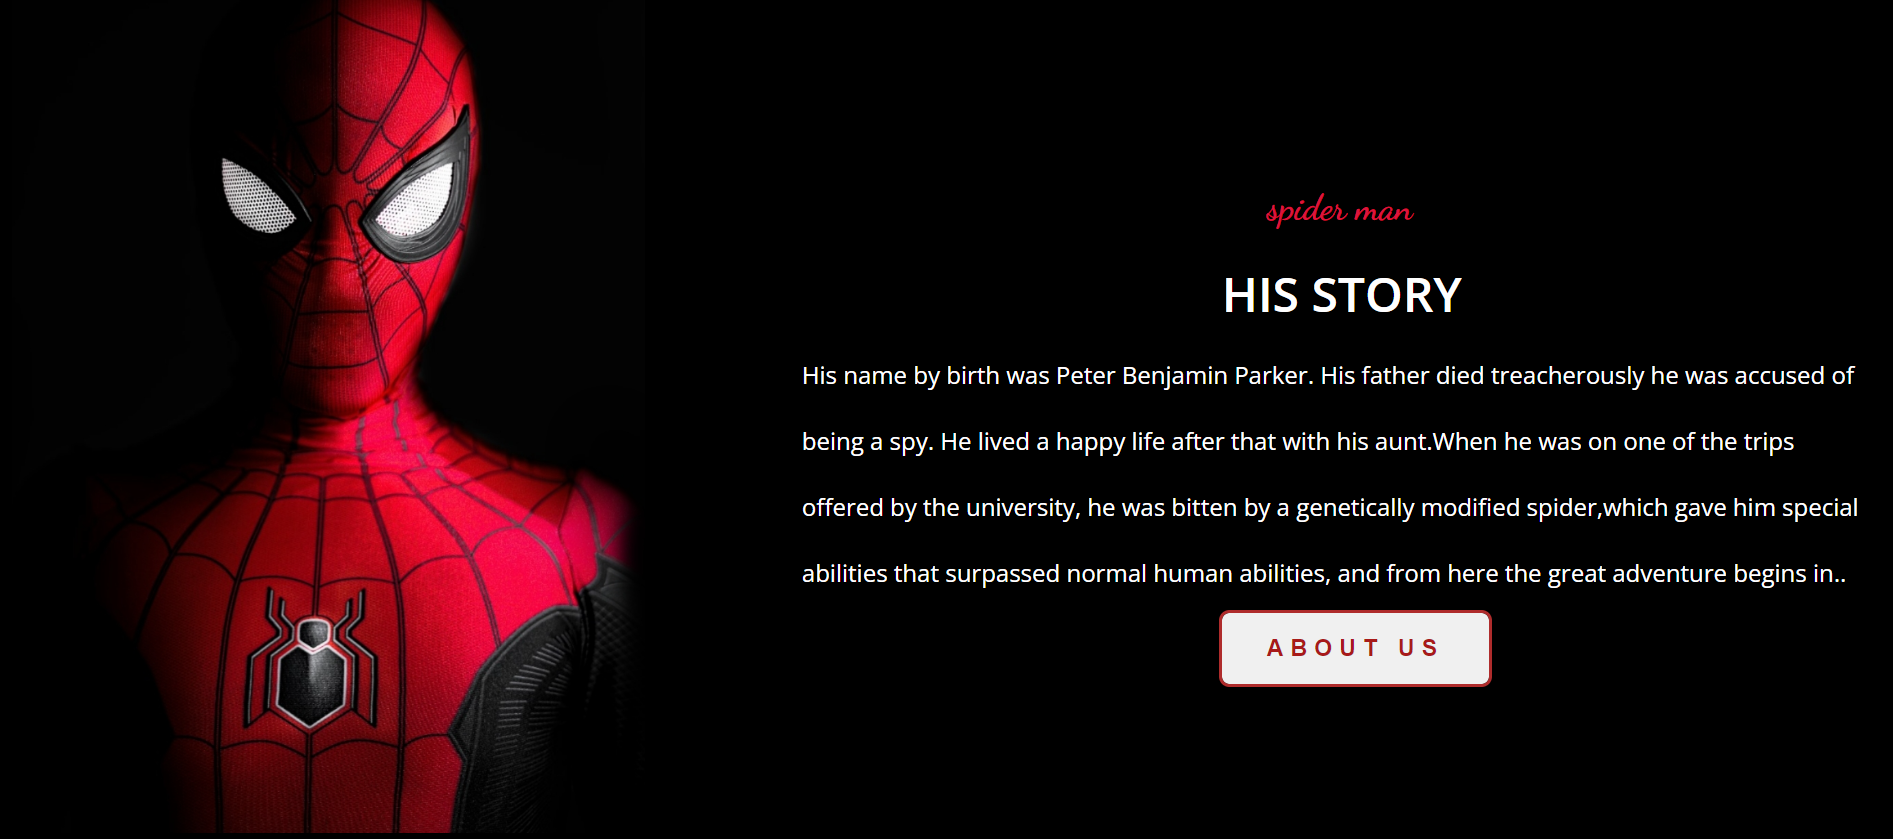 spider man
HIS STORY
His name by birth was Peter Benjamin Parker. His father died treacherously he was accused of
being a spy. He lived a happy life after that with his aunt.When he was on one of the trips
offered by the university, he was bitten by a genetically modified spider,which gave him special
abilities that surpassed normal human abilities, and from here the great adventure begins in..
ABOUT US